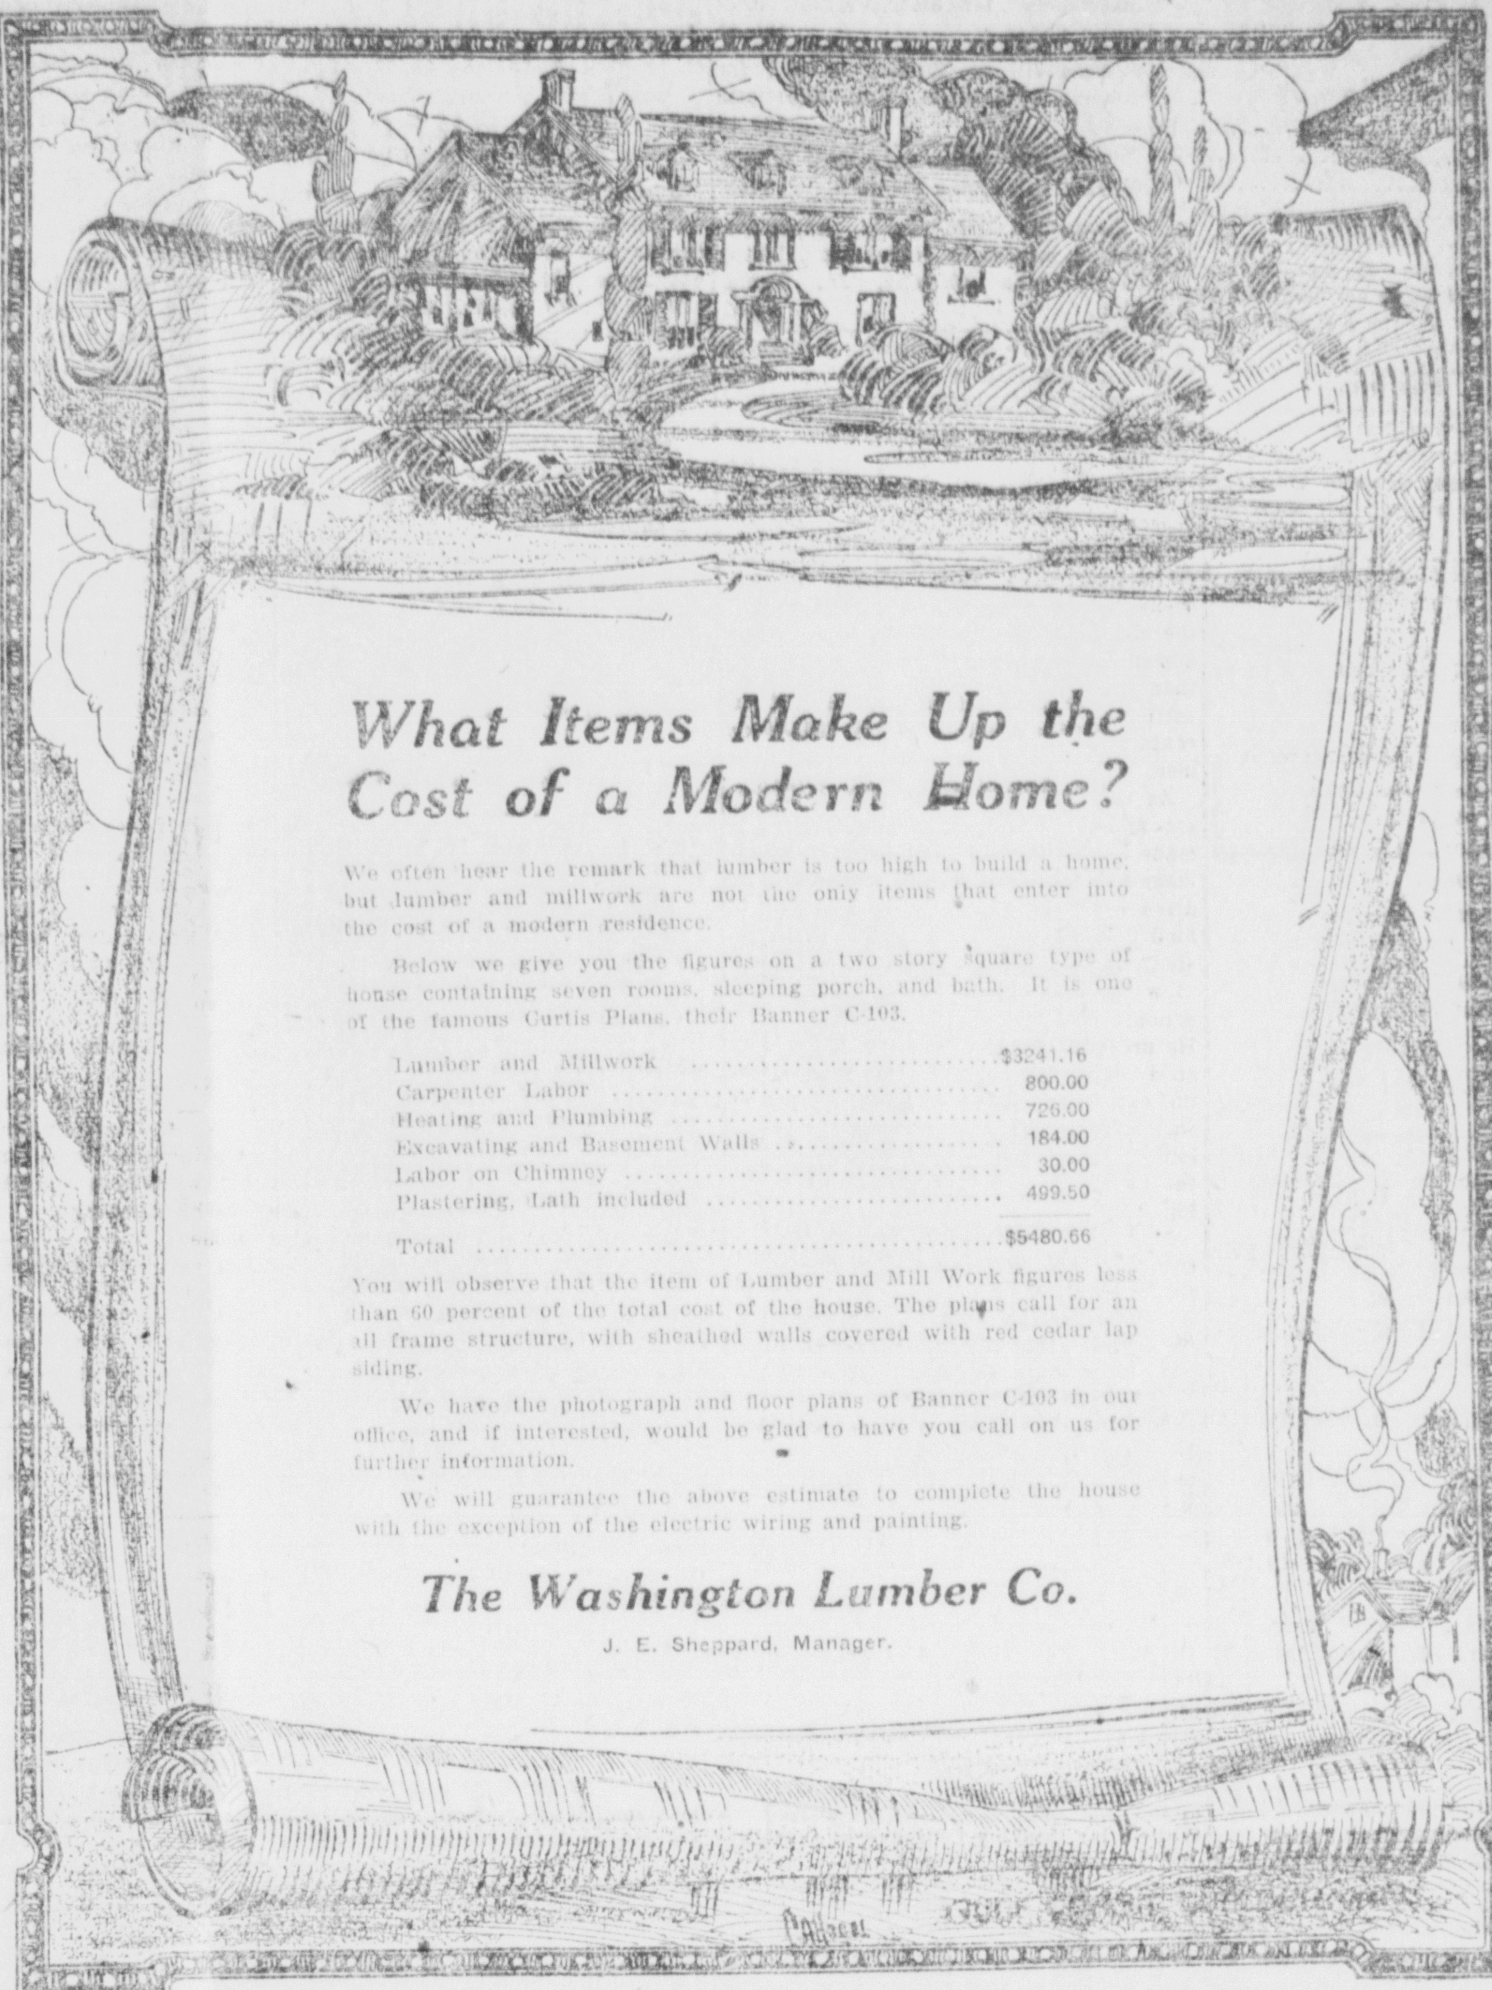 What Items Make Up the
Cost of a Modern Home?
We often hear the remark that lumber is too high to build a home,
but lumber and millwork are not the only items that enter into
the cost of a modern residence.
Below we give you the figures on a two story square type of
house containing seven rooms, sleeping porch, and bath. It is one
of the famous Curtis Plans, their Banner C-103.
Lumber and Millwork ............................$3241.16
Carpenter Labor .................................. 800.00
Heating and Plumbing ............................. 726.00
Excavating and Basement Walls .................... 184.00
Labor on Chimney ................................. 30.00
Plastering, Lath included .......................... 499.50
Total ..............................................$5480.66
You will observe that the item of Lumber and Mill Work figures less
than 60 percent of the total cost of the house. The plans call for an
all frame structure, with sheathed walls covered with red cedar lap
siding.
We have the photograph and floor plans of Banner C-103 in our
office, and if interested, would be glad to have you call on us for
further information.
We will guarantee the above estimate to complete the house
with the exception of the electric wiring and painting.
The Washington Lumber Co.
J. E. Sheppard, Manager.